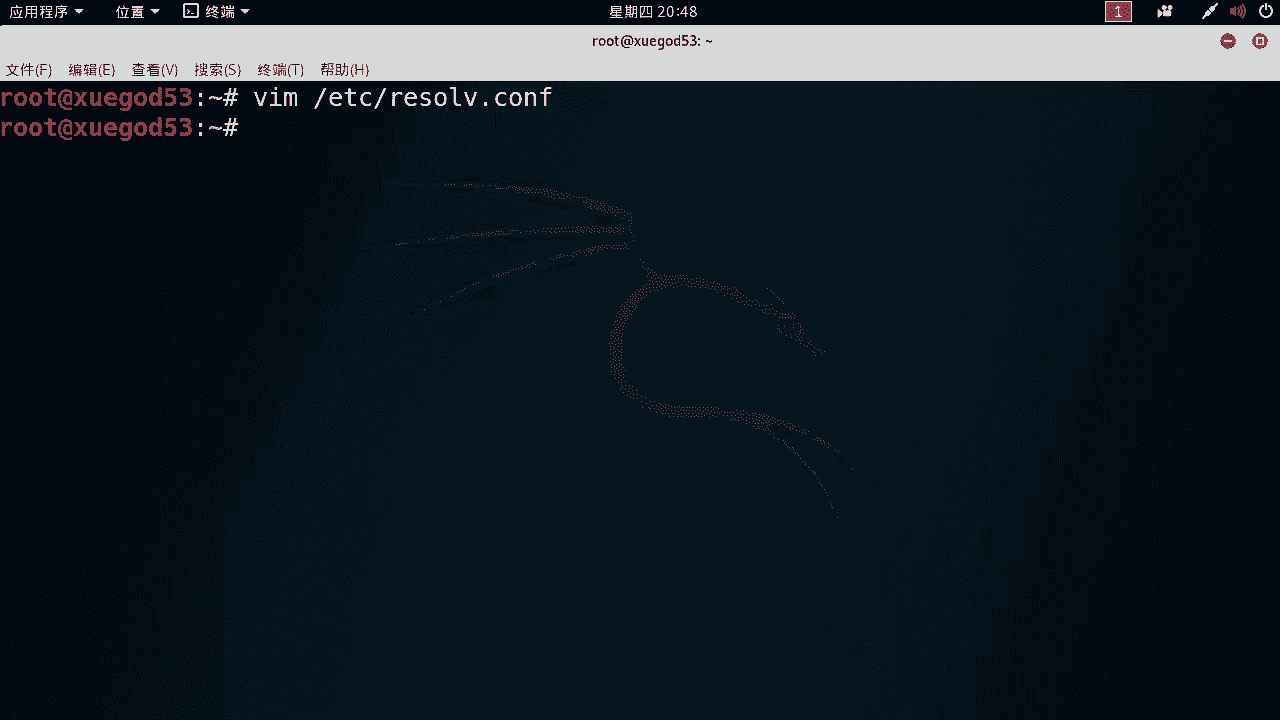 应用程序 位置 终端 星期四 20:48 1
root@xuegod53: ~
文件(F) 编辑(E) 查看(V) 搜索(S) 终端(T) 帮助(H)
root@xuegod53:~# vim /etc/resolv.conf
root@xuegod53:~#